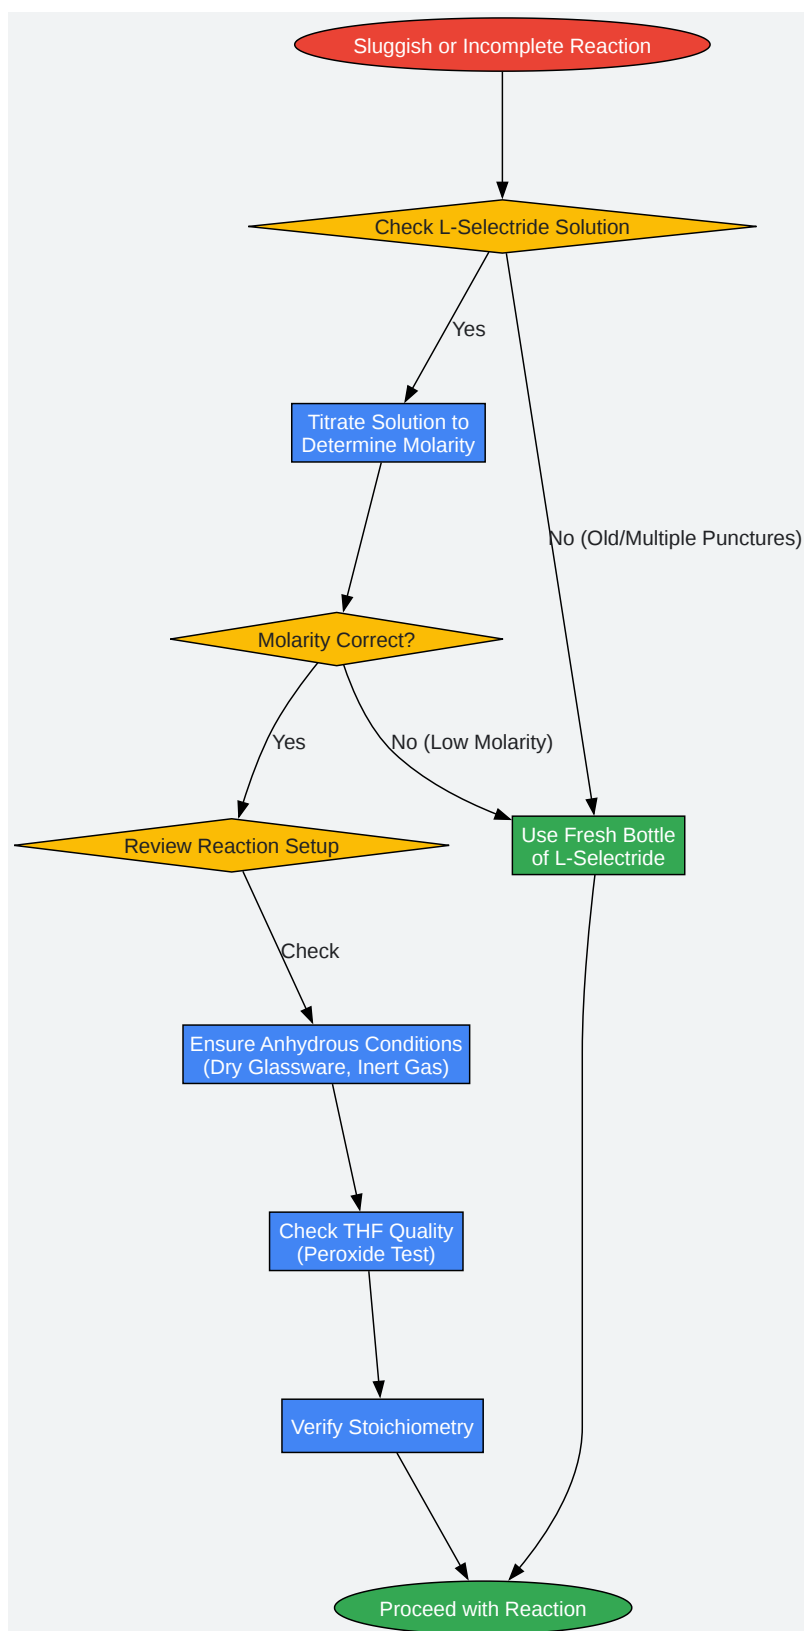 Sluggish or Incomplete Reaction
Check L-Selectride Solution
Yes
Titrate Solution to
Determine Molarity
No (Old/Multiple Punctures)
Molarity Correct?
Yes
No (Low Molarity)
Review Reaction Setup
Use Fresh Bottle
of L-Selectride
Check
Ensure Anhydrous Conditions
(Dry Glassware, Inert Gas)
Check THF Quality
(Peroxide Test)
Verify Stoichiometry
Proceed with Reaction